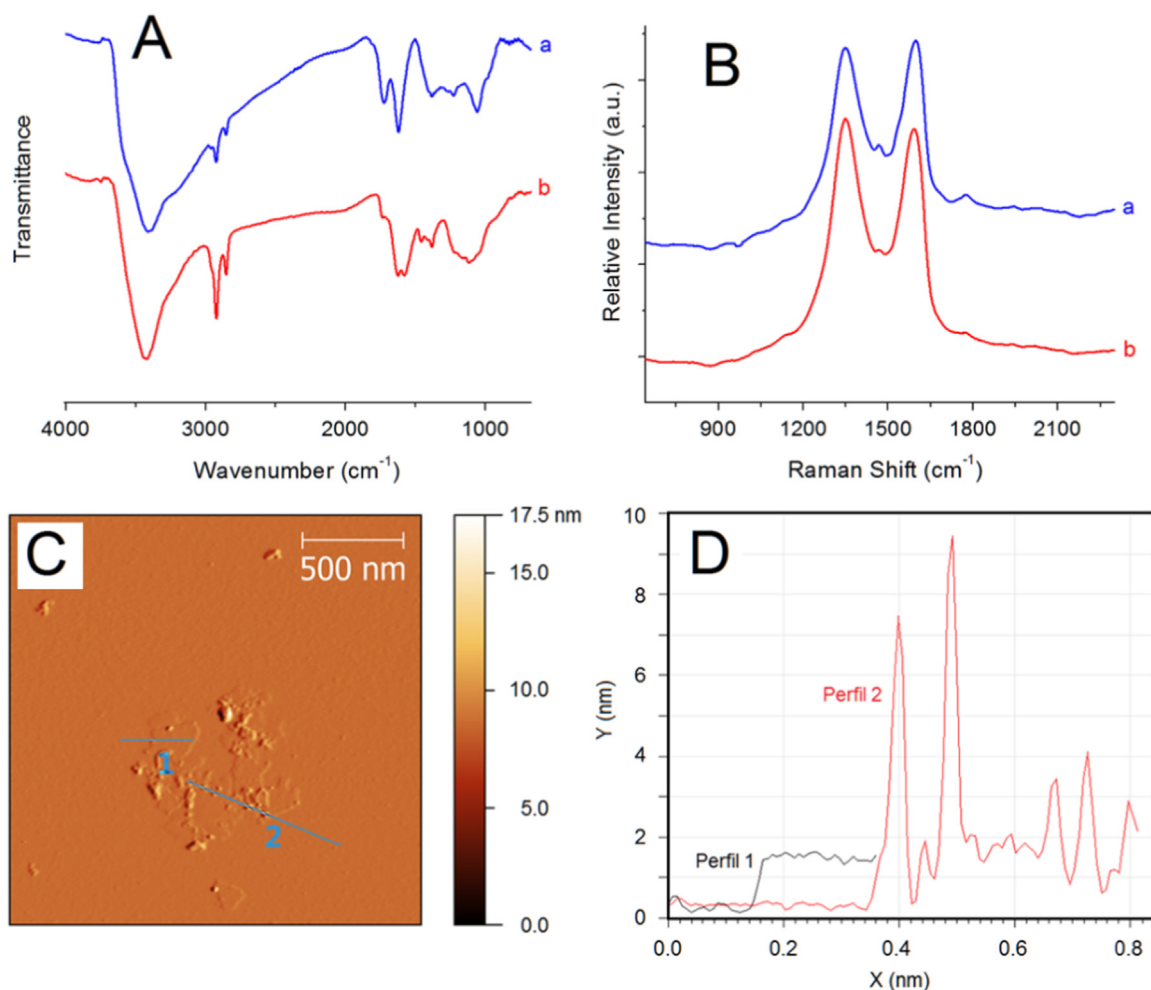 A
a
b
Transmittance
4000 3000 2000 1000
Wavenumber (cm⁻¹)
B
a
b
Relative Intensity (a.u.)
900 1200 1500 1800 2100
Raman Shift (cm⁻¹)
C
500 nm
1
2
17.5 nm
15.0
10.0
5.0
0.0
D
10
8
6
4
2
0
Y (nm)
Perfil 2
Perfil 1
0.0 0.2 0.4 0.6 0.8
X (nm)